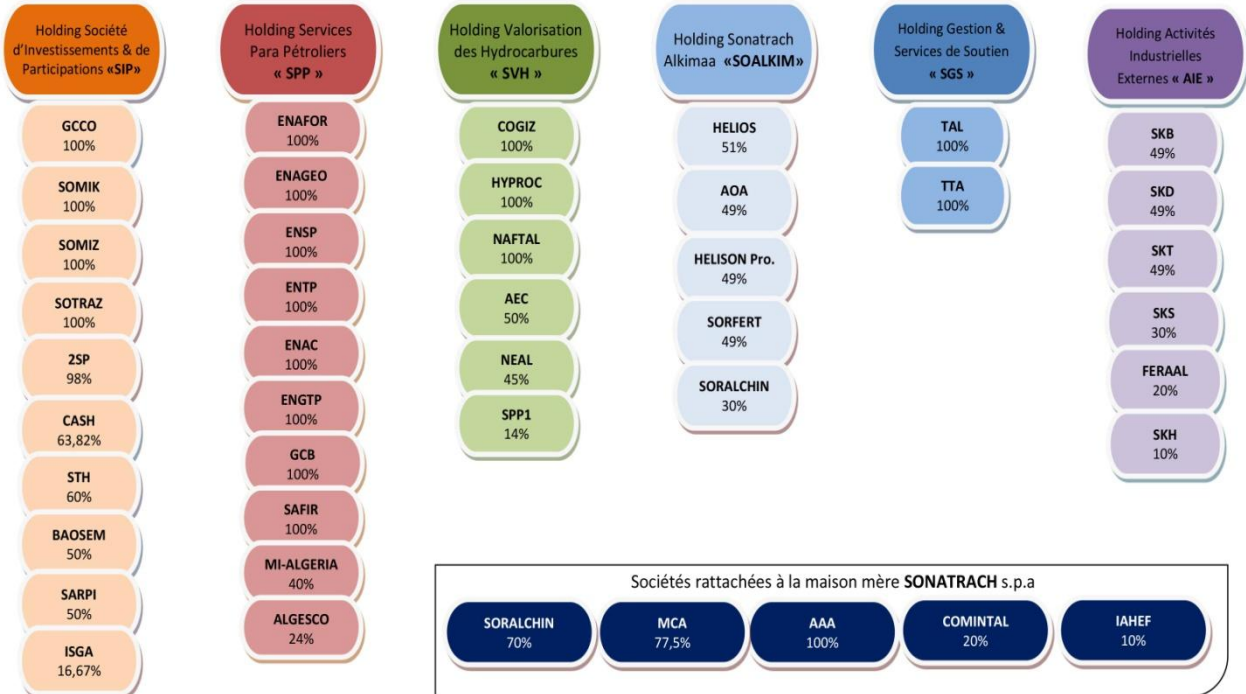 Holding Société
d'Investissements & de
Participations «SIP»
GCCO
100%
SOMIK
100%
SOMIZ
100%
SOTRAZ
100%
2SP
98%
CASH
63,82%
STH
60%
BAOSEM
50%
SARPI
50%
ISGA
16,67%
Holding Services
Para Pétroliers
« SPP »
ENAFOR
100%
ENAGEO
100%
ENSP
100%
ENTP
100%
ENAC
100%
ENGTP
100%
GCB
100%
SAFIR
100%
MI-ALGERIA
40%
ALGESCO
24%
Holding Valorisation
des Hydrocarbures
« SVH »
COGIZ
100%
HYPROC
100%
NAFTAL
100%
AEC
50%
NEAL
45%
SPP1
14%
Holding Sonatrach
Alkimaa «SOALKIM»
HELIOS
51%
AOA
49%
HELISON Pro.
49%
SORFERT
49%
SORALCHIN
30%
Holding Gestion &
Services de Soutien
« SGS »
TAL
100%
TTA
100%
Holding Activités
Industrielles
Externes « AIE »
SKB
49%
SKD
49%
SKT
49%
SKS
30%
FERAAL
20%
SKH
10%
Sociétés rattachées à la maison mère SONATRACH s.p.a
SORALCHIN
70%
MCA
77,5%
AAA
100%
COMINTAL
20%
IAHEF
10%